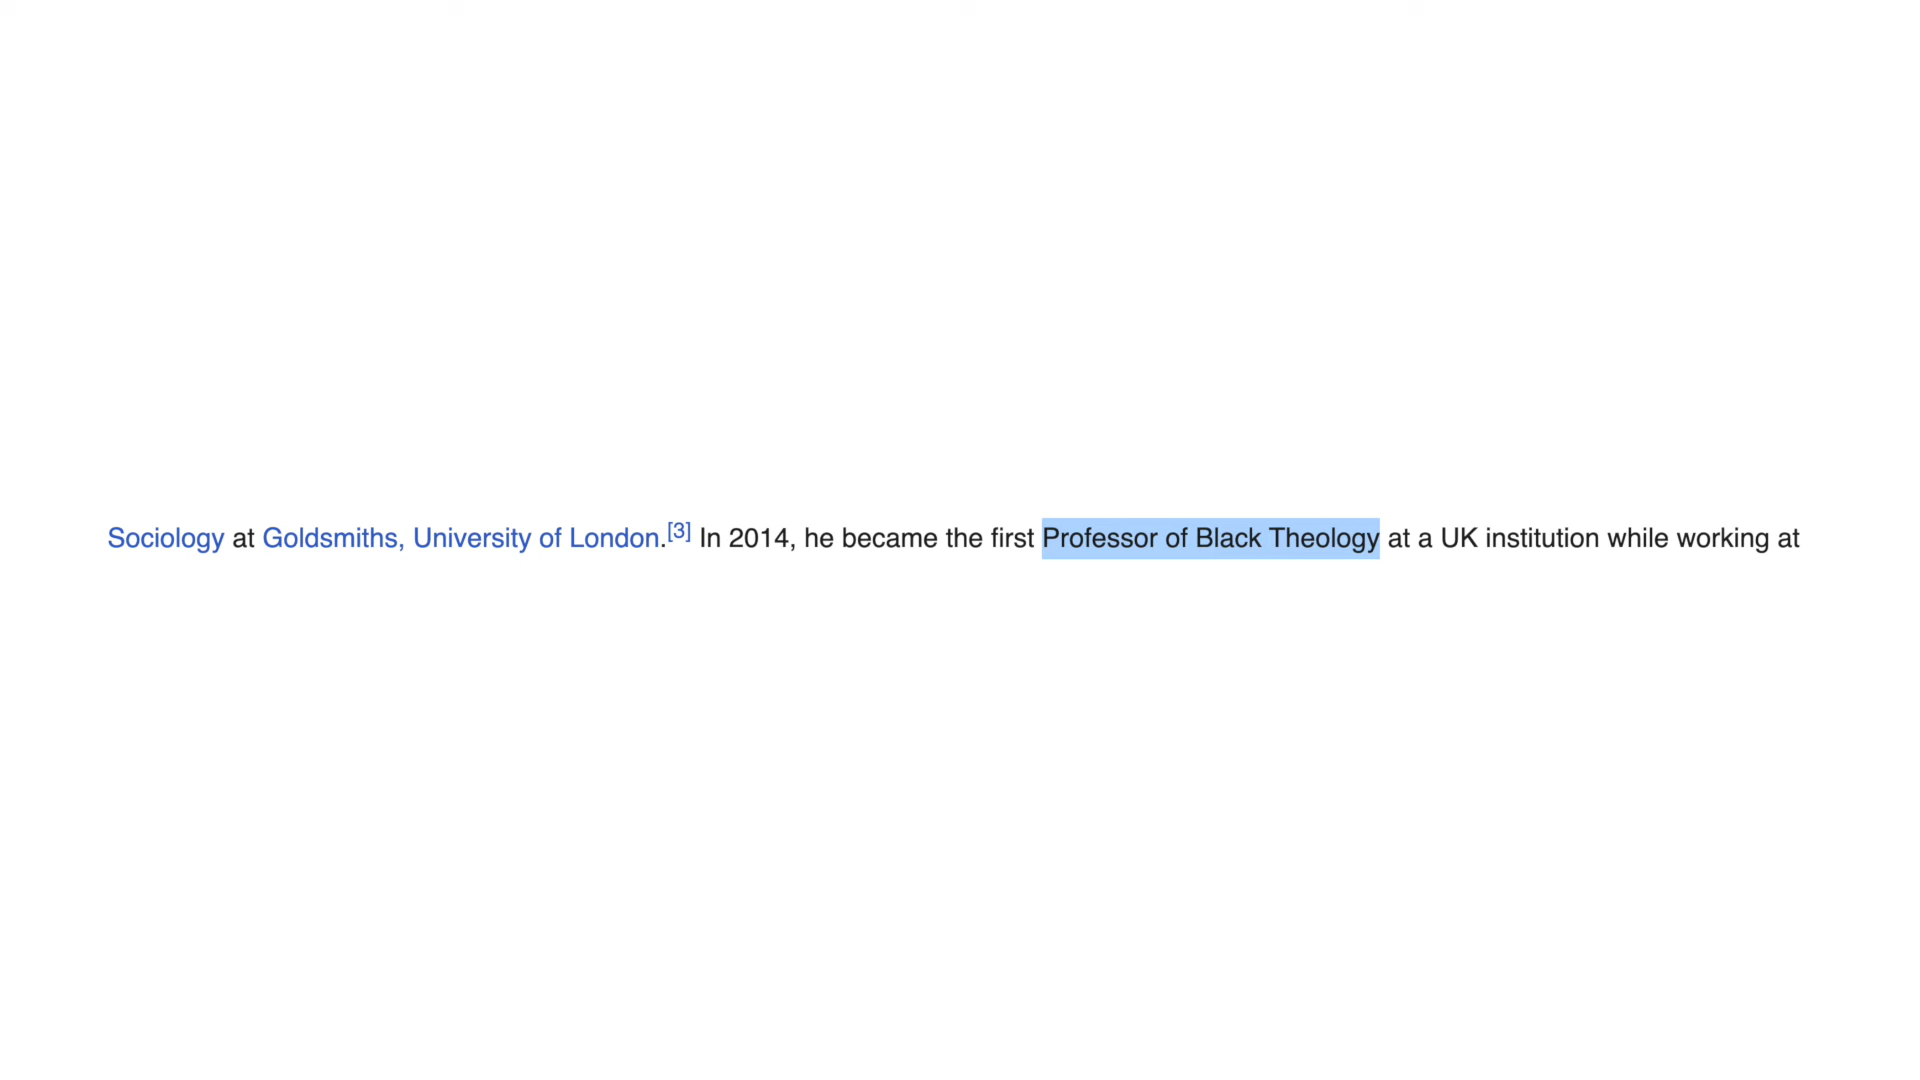 Sociology at Goldsmiths, University of London.[3] In 2014, he became the first Professor of Black Theology at a UK institution while working at